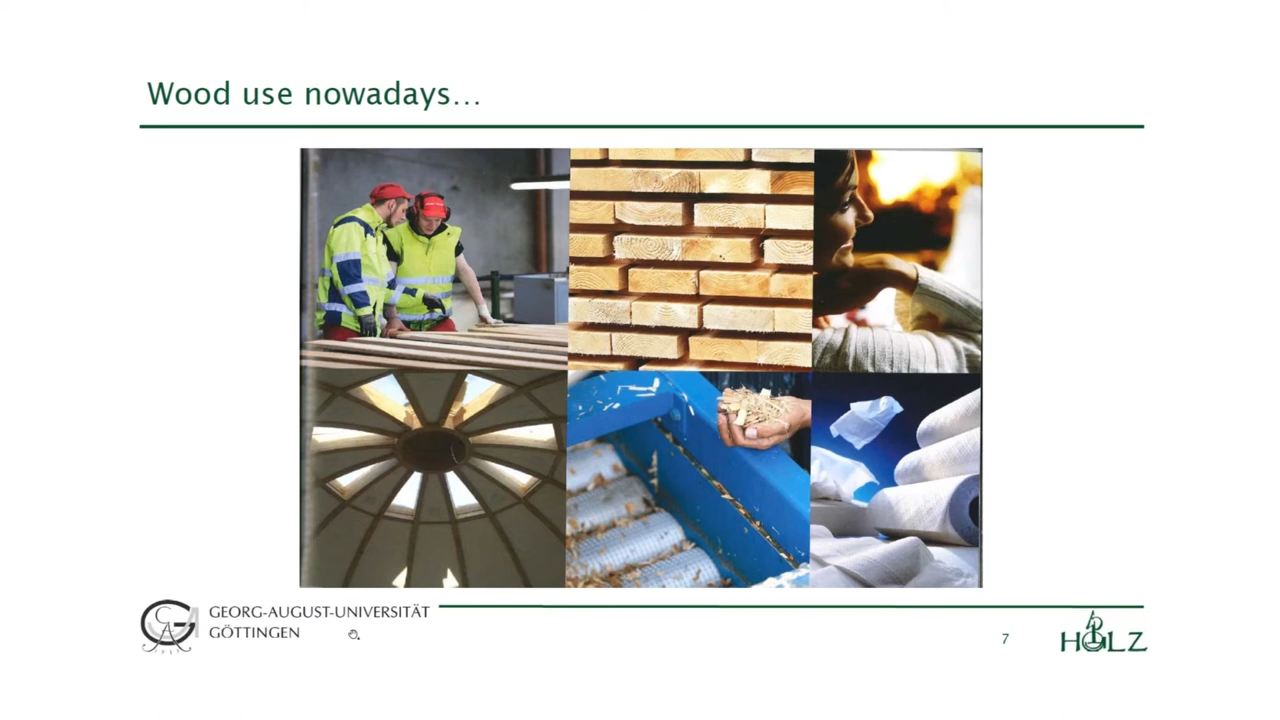 Wood use nowadays…
GEORG-AUGUST-UNIVERSITÄT
GÖTTINGEN
7
HOLZ